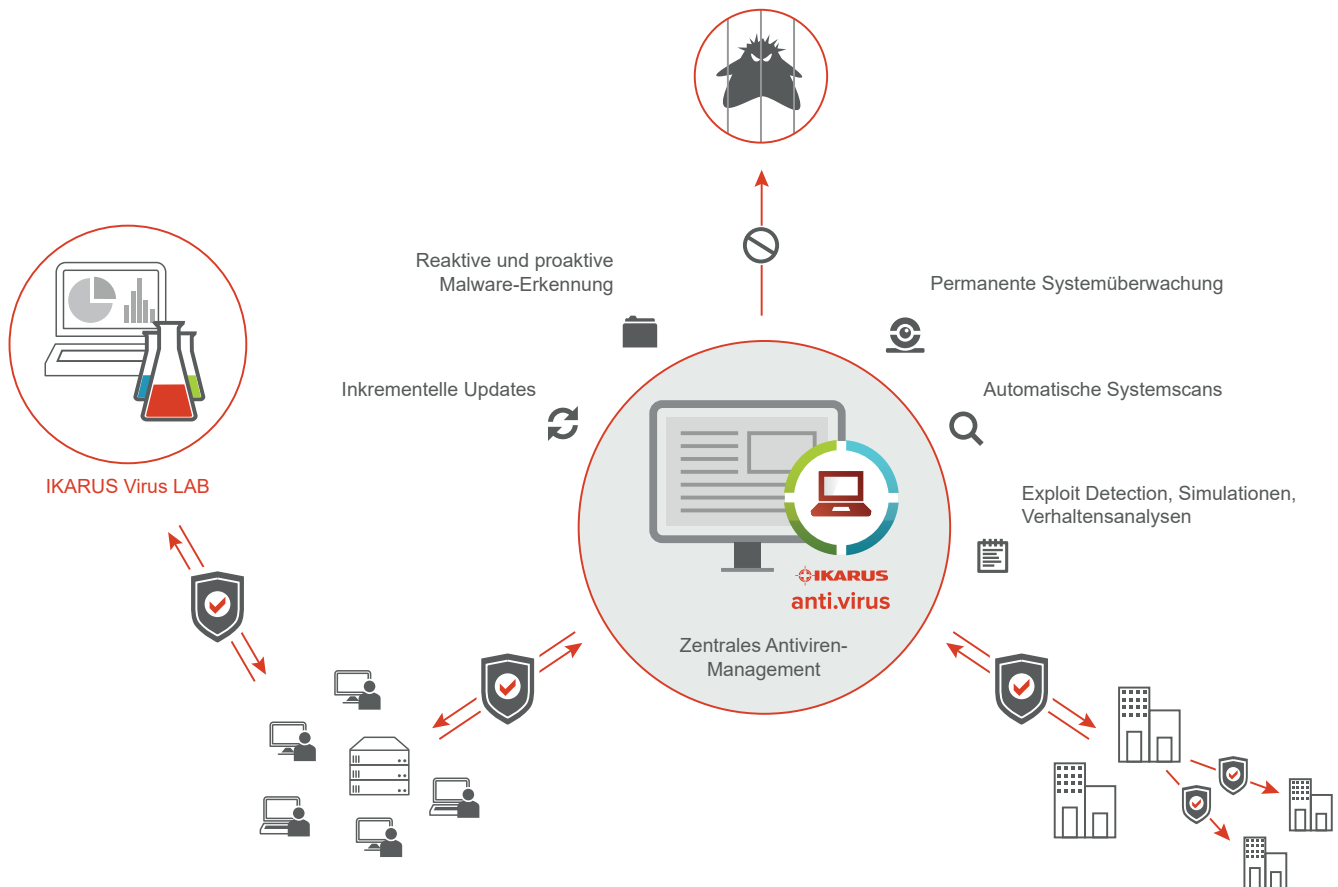 Reaktive und proaktive
Malware-Erkennung
Permanente Systemüberwachung
Inkrementelle Updates
Automatische Systemscans
IKARUS Virus LAB
Exploit Detection, Simulationen,
Verhaltensanalysen
IKARUS
anti.virus
Zentrales Antiviren-
Management